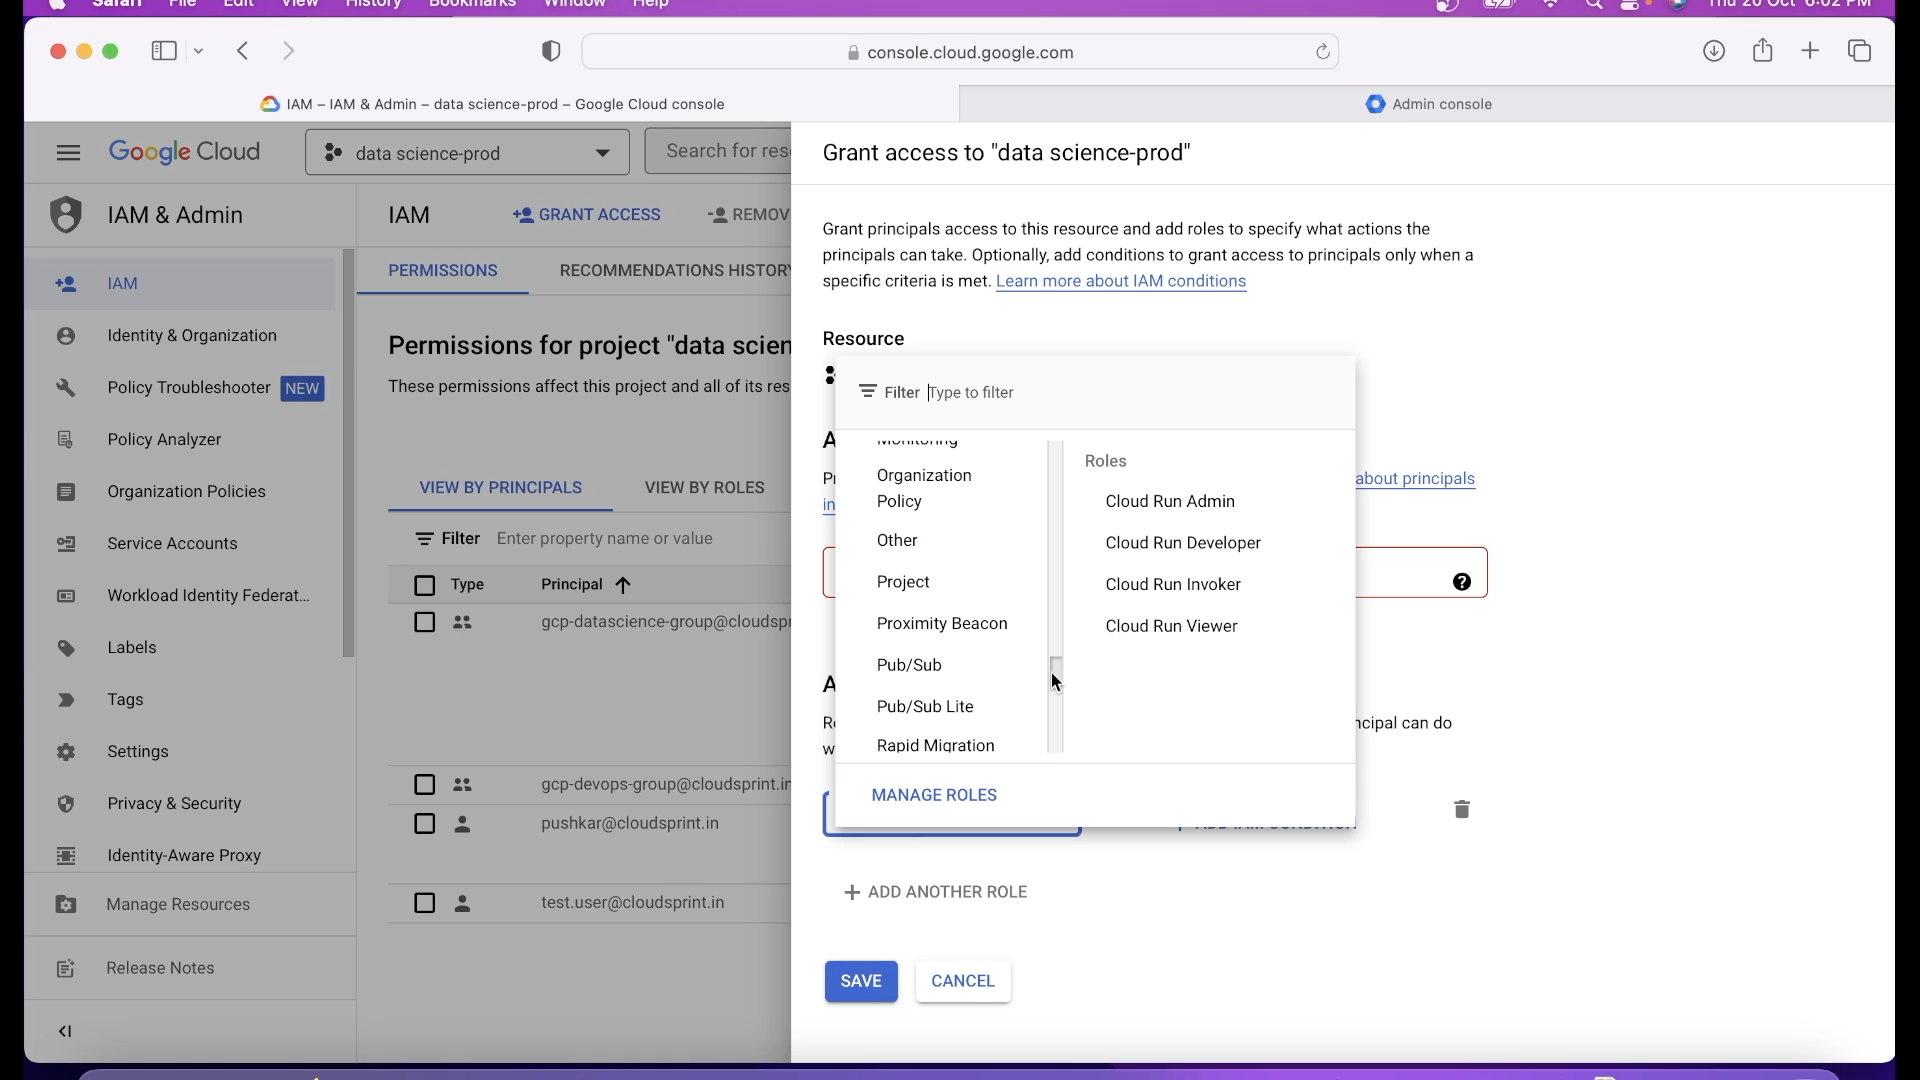 Safari File Edit View History Bookmarks Window Help Thu 20 Oct 6:02 PM
console.cloud.google.com
IAM – IAM & Admin – data science-prod – Google Cloud console
Admin console
Google Cloud
data science-prod
Search for res
Grant access to "data science-prod"
IAM & Admin
IAM
GRANT ACCESS
REMOV
Grant principals access to this resource and add roles to specify what actions the
principals can take. Optionally, add conditions to grant access to principals only when a
specific criteria is met. Learn more about IAM conditions
PERMISSIONS
RECOMMENDATIONS HISTORY
IAM
Identity & Organization
Policy Troubleshooter NEW
Policy Analyzer
Organization Policies
Service Accounts
Workload Identity Federat...
Labels
Tags
Settings
Privacy & Security
Identity-Aware Proxy
Manage Resources
Release Notes
Permissions for project "data scien
These permissions affect this project and all of its res
VIEW BY PRINCIPALS
VIEW BY ROLES
Filter Enter property name or value
Type Principal
gcp-datascience-group@cloudspr
gcp-devops-group@cloudsprint.in
pushkar@cloudsprint.in
test.user@cloudsprint.in
Resource
Filter Type to filter
Monitoring
Organization
Policy
Other
Project
Proximity Beacon
Pub/Sub
Pub/Sub Lite
Rapid Migration
Roles
Cloud Run Admin
Cloud Run Developer
Cloud Run Invoker
Cloud Run Viewer
MANAGE ROLES
A
Pr
about principals
in
A
Ro
ncipal can do
w
ADD IAM CONDITION
ADD ANOTHER ROLE
SAVE
CANCEL